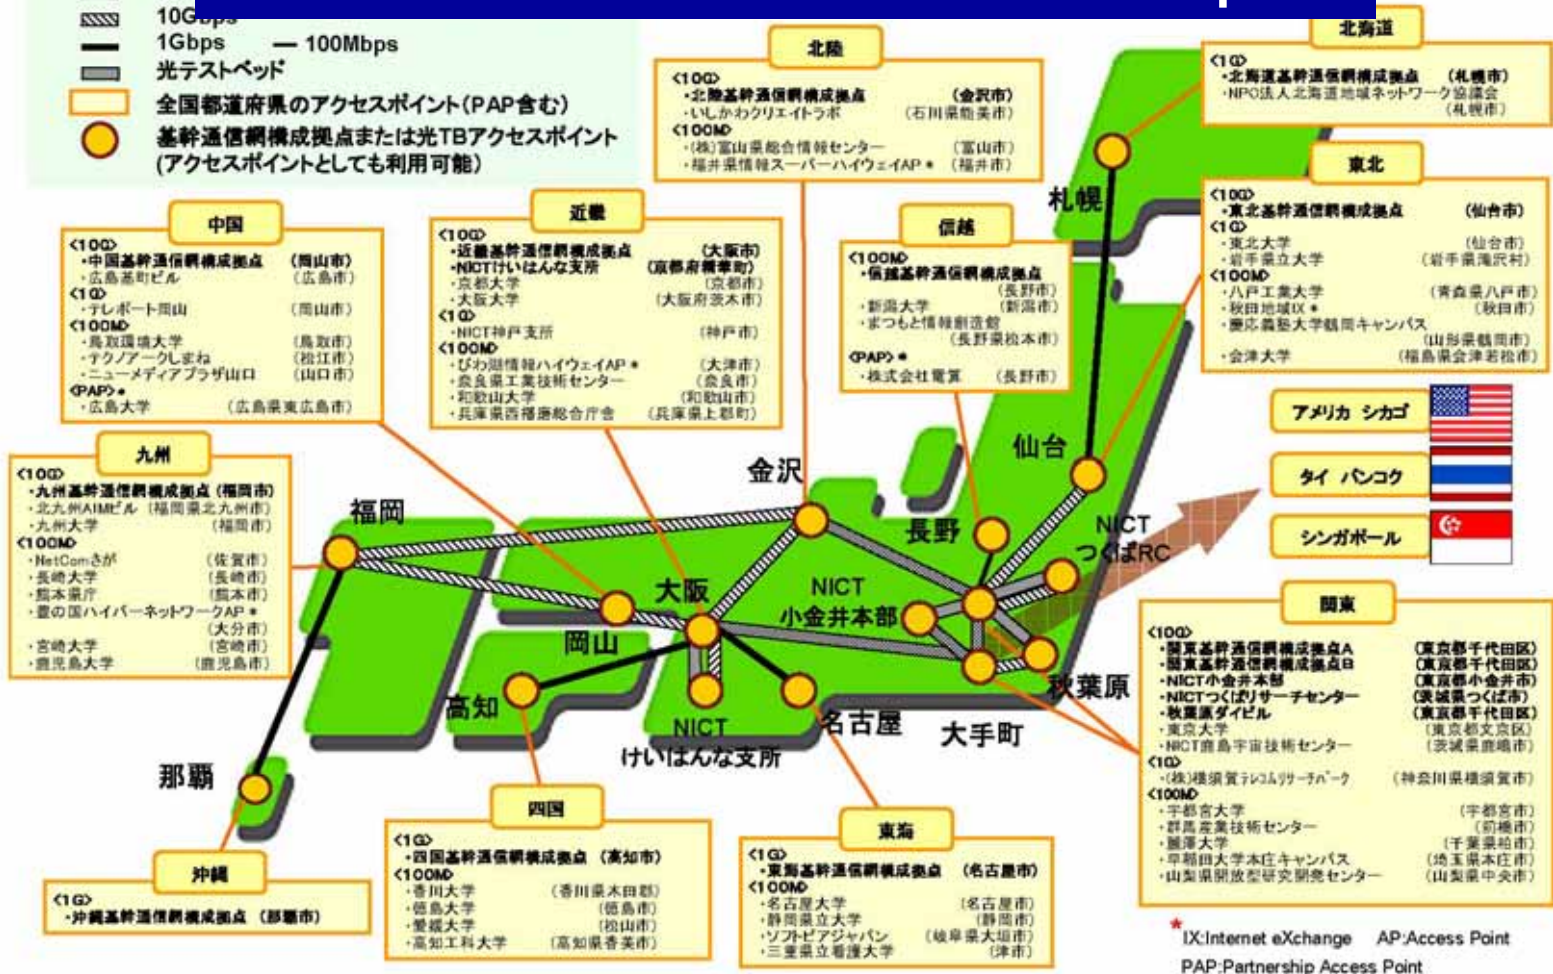 10Gbps
1Gbps — 100Mbps
光テストベッド
全国都道府県のアクセスポイント(PAP含む)
基幹通信網構成拠点または光TBアクセスポイント
(アクセスポイントとしても利用可能)
北陸
<10G>
・北陸基幹通信網構成拠点 (金沢市)
・いしかわクリエイトラボ (石川県能美市)
<100M>
・(株)富山県総合情報センター (富山市)
・福井県情報スーパーハイウェイAP* (福井市)
北海道
<1G>
・北海道基幹通信網構成拠点 (札幌市)
・NPO法人北海道地域ネットワーク協議会
(札幌市)
東北
<10G>
・東北基幹通信網構成拠点 (仙台市)
<1G>
・東北大学 (仙台市)
・岩手県立大学 (岩手県滝沢村)
<100M>
・八戸工業大学 (青森県八戸市)
・秋田地域IX* (秋田市)
・慶応義塾大学鶴岡キャンパス
(山形県鶴岡市)
・会津大学 (福島県会津若松市)
中国
<10G>
・中国基幹通信網構成拠点 (岡山市)
・広島基町ビル (広島市)
<1G>
・テレポート岡山 (岡山市)
<100M>
・鳥取環境大学 (鳥取市)
・テクノアークしまね (松江市)
・ニューメディアプラザ山口 (山口市)
<PAP>*
・広島大学 (広島県東広島市)
近畿
<10G>
・近畿基幹通信網構成拠点 (大阪市)
・NICTけいはんな支所 (京都府精華町)
・京都大学 (京都市)
・大阪大学 (大阪府茨木市)
<1G>
・NICT神戸支所 (神戸市)
<100M>
・びわ湖情報ハイウェイAP* (大津市)
・奈良県工業技術センター (奈良市)
・和歌山大学 (和歌山市)
・兵庫県西播磨総合庁舎 (兵庫県上郡町)
信越
<100M>
・信越基幹通信網構成拠点
(長野市)
・新潟大学 (新潟市)
・まつもと情報創造館
(長野県松本市)
<PAP>*
・株式会社電算 (長野市)
アメリカ シカゴ
タイ バンコク
シンガポール
九州
<10G>
・九州基幹通信網構成拠点 (福岡市)
・北九州AIMビル (福岡県北九州市)
・九州大学 (福岡市)
<100M>
・NetComさが (佐賀市)
・長崎大学 (長崎市)
・熊本県庁 (熊本市)
・豊の国ハイパーネットワークAP*
(大分市)
・宮崎大学 (宮崎市)
・鹿児島大学 (鹿児島市)
札幌
仙台
金沢
長野
福岡
大阪
岡山
高知
那覇
名古屋
大手町
秋葉原
NICT
つくばRC
NICT
小金井本部
NICT
けいはんな支所
関東
<10G>
・関東基幹通信網構成拠点A (東京都千代田区)
・関東基幹通信網構成拠点B (東京都千代田区)
・NICT小金井本部 (東京都小金井市)
・NICTつくばリサーチセンター (茨城県つくば市)
・秋葉原ダイビル (東京都千代田区)
・東京大学 (東京都文京区)
・NICT鹿島宇宙技術センター (茨城県鹿嶋市)
<1G>
・(株)横須賀テレコムリサーチパーク (神奈川県横須賀市)
<100M>
・宇都宮大学 (宇都宮市)
・群馬産業技術センター (前橋市)
・麗澤大学 (千葉県柏市)
・早稲田大学本庄キャンパス (埼玉県本庄市)
・山梨県開放型研究開発センター (山梨県中央市)
沖縄
<1G>
・沖縄基幹通信網構成拠点 (那覇市)
四国
<1G>
・四国基幹通信網構成拠点 (高知市)
<100M>
・香川大学 (香川県木田郡)
・徳島大学 (徳島市)
・愛媛大学 (松山市)
・高知工科大学 (高知県香美市)
東海
<1G>
・東海基幹通信網構成拠点 (名古屋市)
<100M>
・名古屋大学 (名古屋市)
・静岡県立大学 (静岡市)
・ソフトピアジャパン (岐阜県大垣市)
・三重県立看護大学 (津市)
*IX:Internet eXchange AP:Access Point
PAP:Partnership Access Point